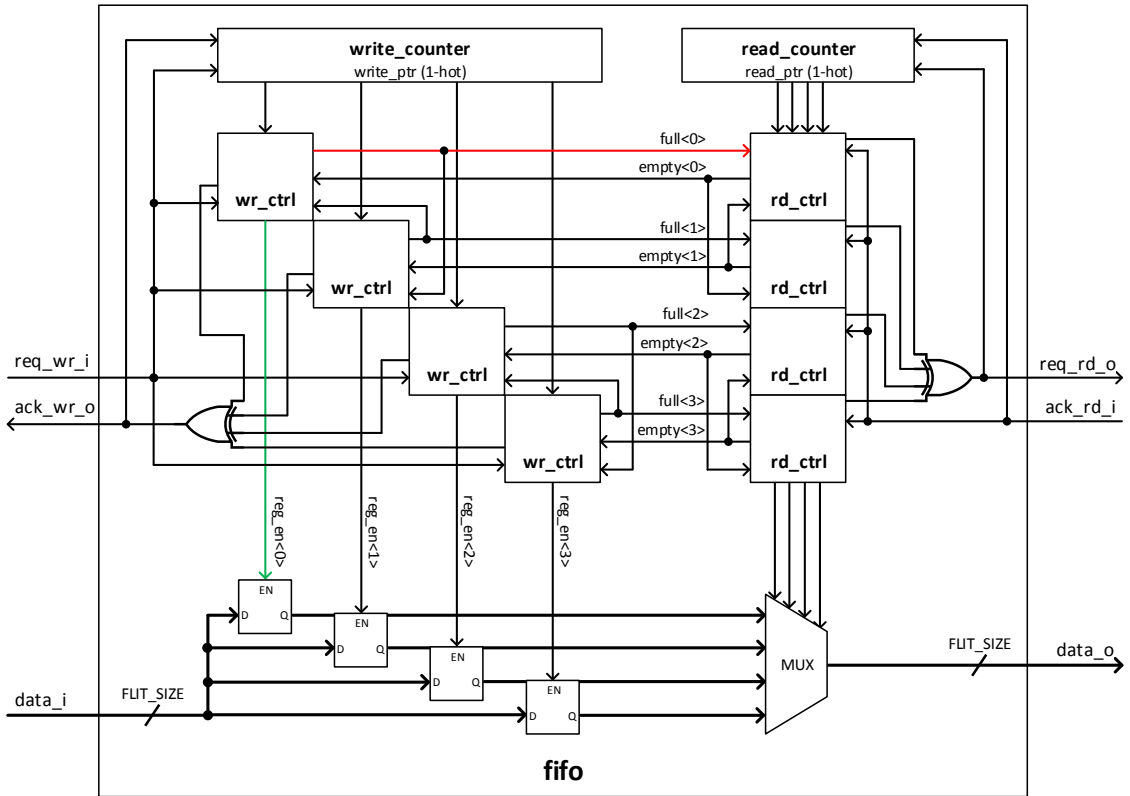 write_counter
write_ptr (1-hot)
read_counter
read_ptr (1-hot)
full<0>
empty<0>
wr_ctrl
rd_ctrl
full<1>
empty<1>
wr_ctrl
rd_ctrl
full<2>
empty<2>
req_wr_i
wr_ctrl
rd_ctrl
req_rd_o
ack_wr_o
full<3>
ack_rd_i
empty<3>
wr_ctrl
rd_ctrl
reg_en<0>
reg_en<1>
reg_en<2>
reg_en<3>
EN
D
Q
EN
D
Q
EN
D
Q
EN
D
Q
MUX
FLIT_SIZE
data_o
data_i
FLIT_SIZE
fifo